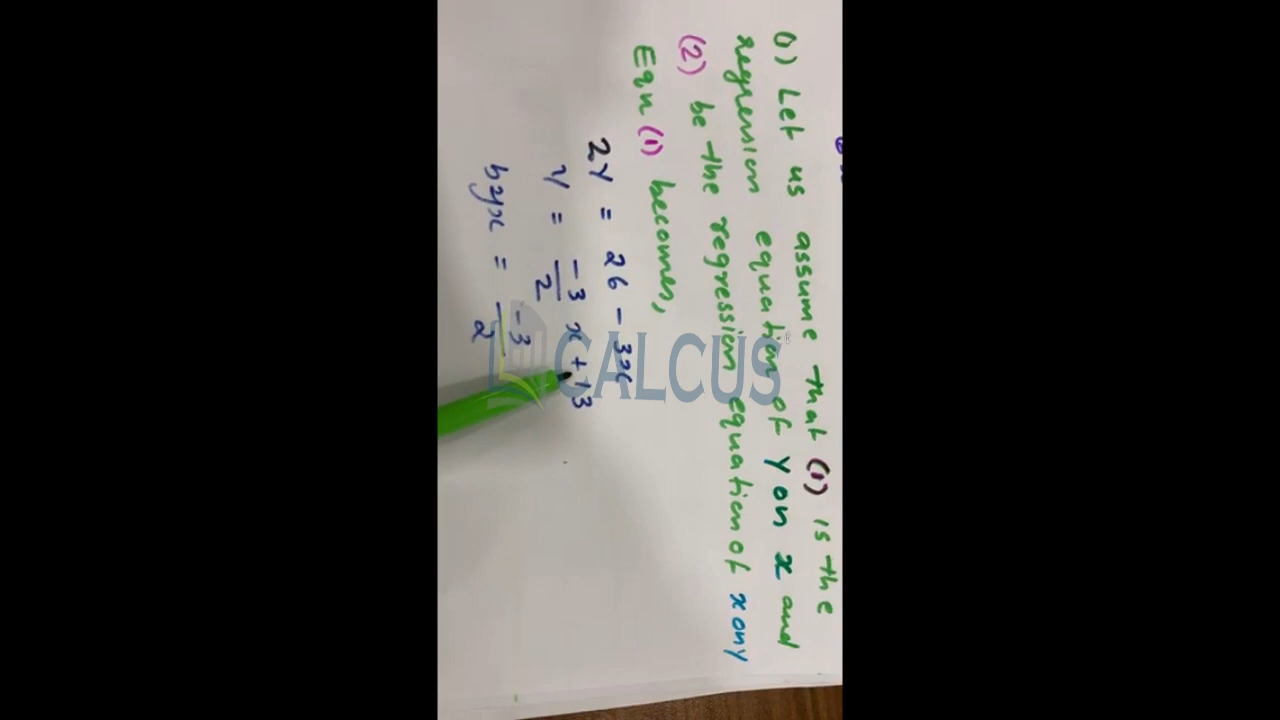 1) Let us assume that (1) is the
regression equation of y on x and
(2) be the regression equation of x on y
Eqn (1) becomes,
2y = 26 - 3x
y = -3/2 x + 13
byx = -3/2
CALCUS